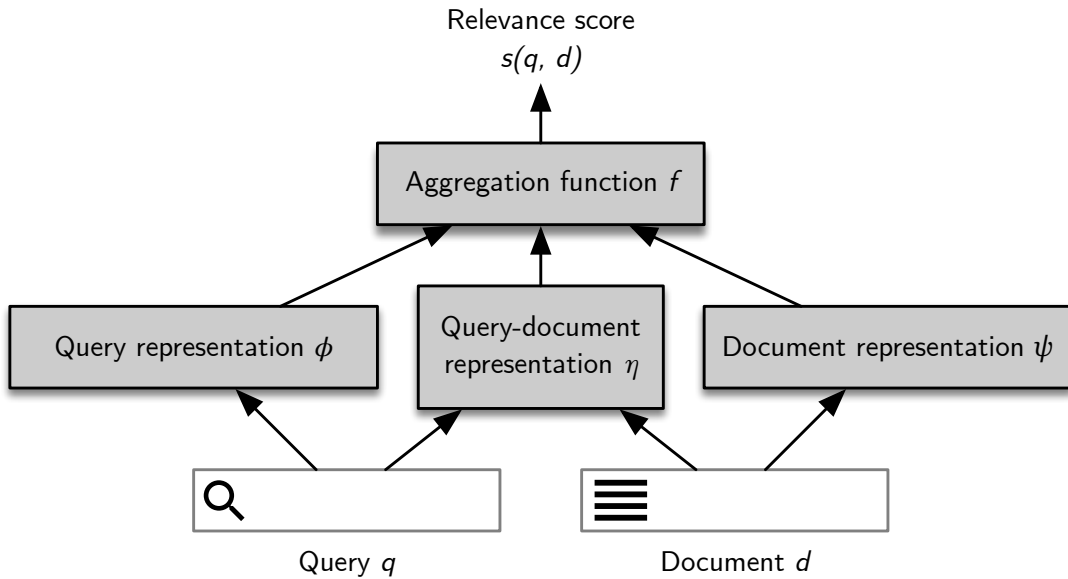 Relevance score
s(q, d)
Aggregation function f
Query representation ϕ
Query-document
representation η
Document representation ψ
Query q
Document d